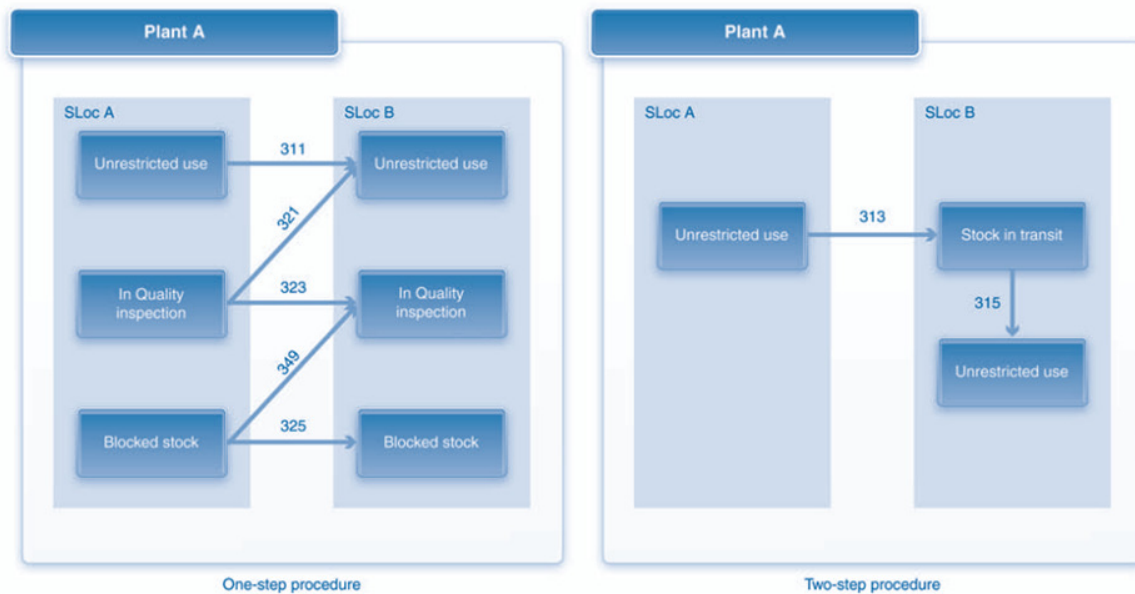 Plant A
SLoc A
SLoc B
Unrestricted use
311
Unrestricted use
321
In Quality
inspection
323
In Quality
inspection
349
Blocked stock
325
Blocked stock
One-step procedure
Plant A
SLoc A
SLoc B
Unrestricted use
313
Stock in transit
315
Unrestricted use
Two-step procedure